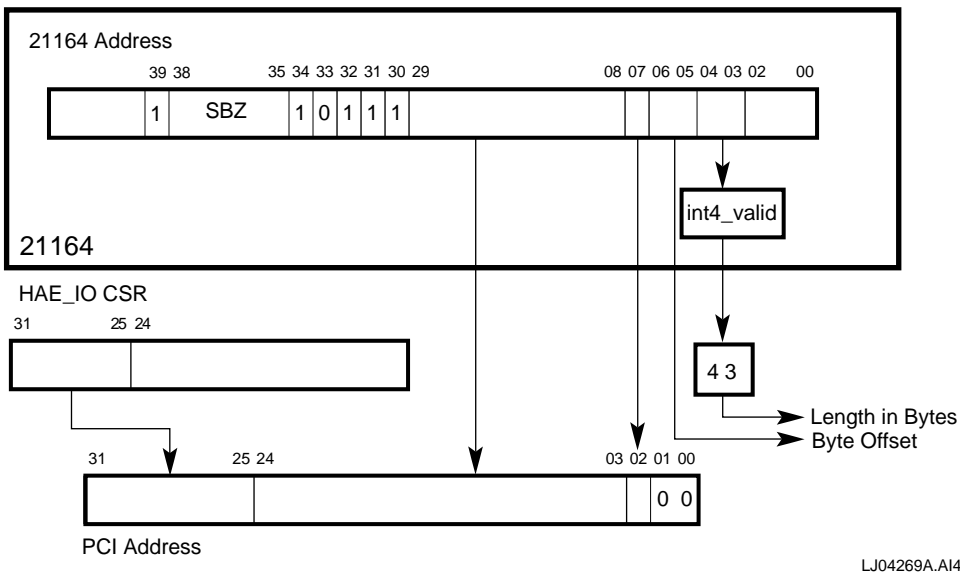 21164 Address
39 38 35 34 33 32 31 30 29 08 07 06 05 04 03 02 00
1 SBZ 1 0 1 1 1
int4_valid
21164
HAE_IO CSR
31 25 24
4 3
Length in Bytes
Byte Offset
31 25 24 03 02 01 00
0 0
PCI Address
LJ04269A.AI4